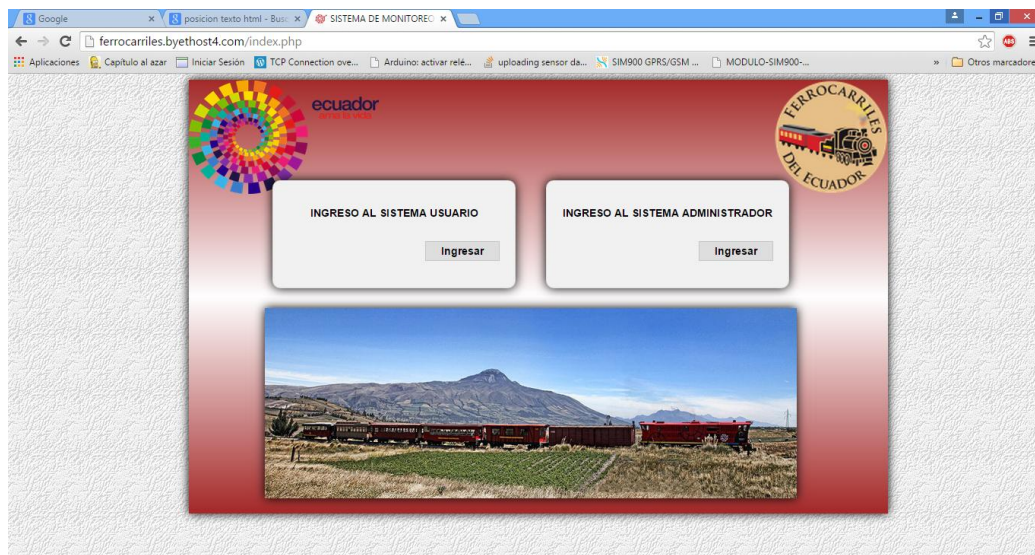 Google
posicion texto html - Busc
SISTEMA DE MONITOREO
ferrocarriles.byethost4.com/index.php
ABS
Aplicaciones
Capítulo al azar
Iniciar Sesión
TCP Connection ove...
Arduino: activar relé...
uploading sensor da...
SIM900 GPRS/GSM ...
MODULO-SIM900-...
»
Otros marcadore
ecuador
ama la vida
FERROCARRILES
DEL ECUADOR
INGRESO AL SISTEMA USUARIO
Ingresar
INGRESO AL SISTEMA ADMINISTRADOR
Ingresar